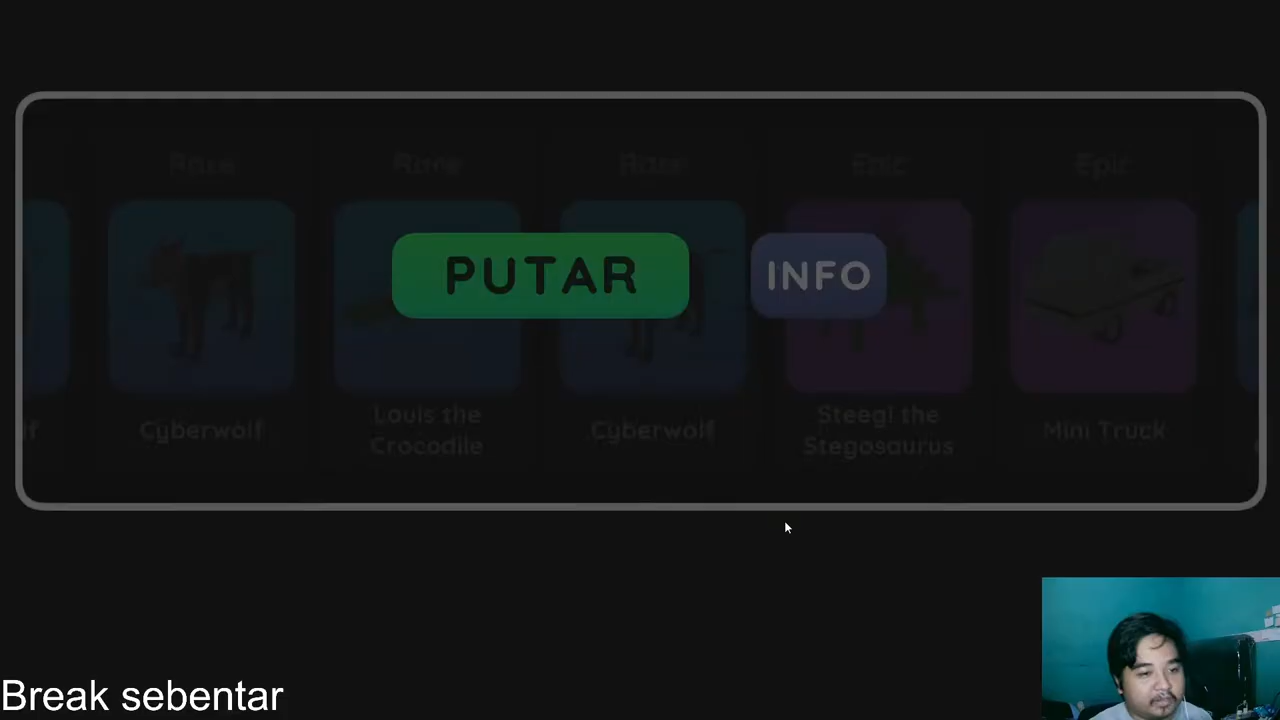 Rare
Rare
Rare
Epic
Epic
PUTAR
INFO
Cyberwolf
Louis the
Crocodile
Cyberwolf
Steegi the
Stegosaurus
Mini Truck
Break sebentar